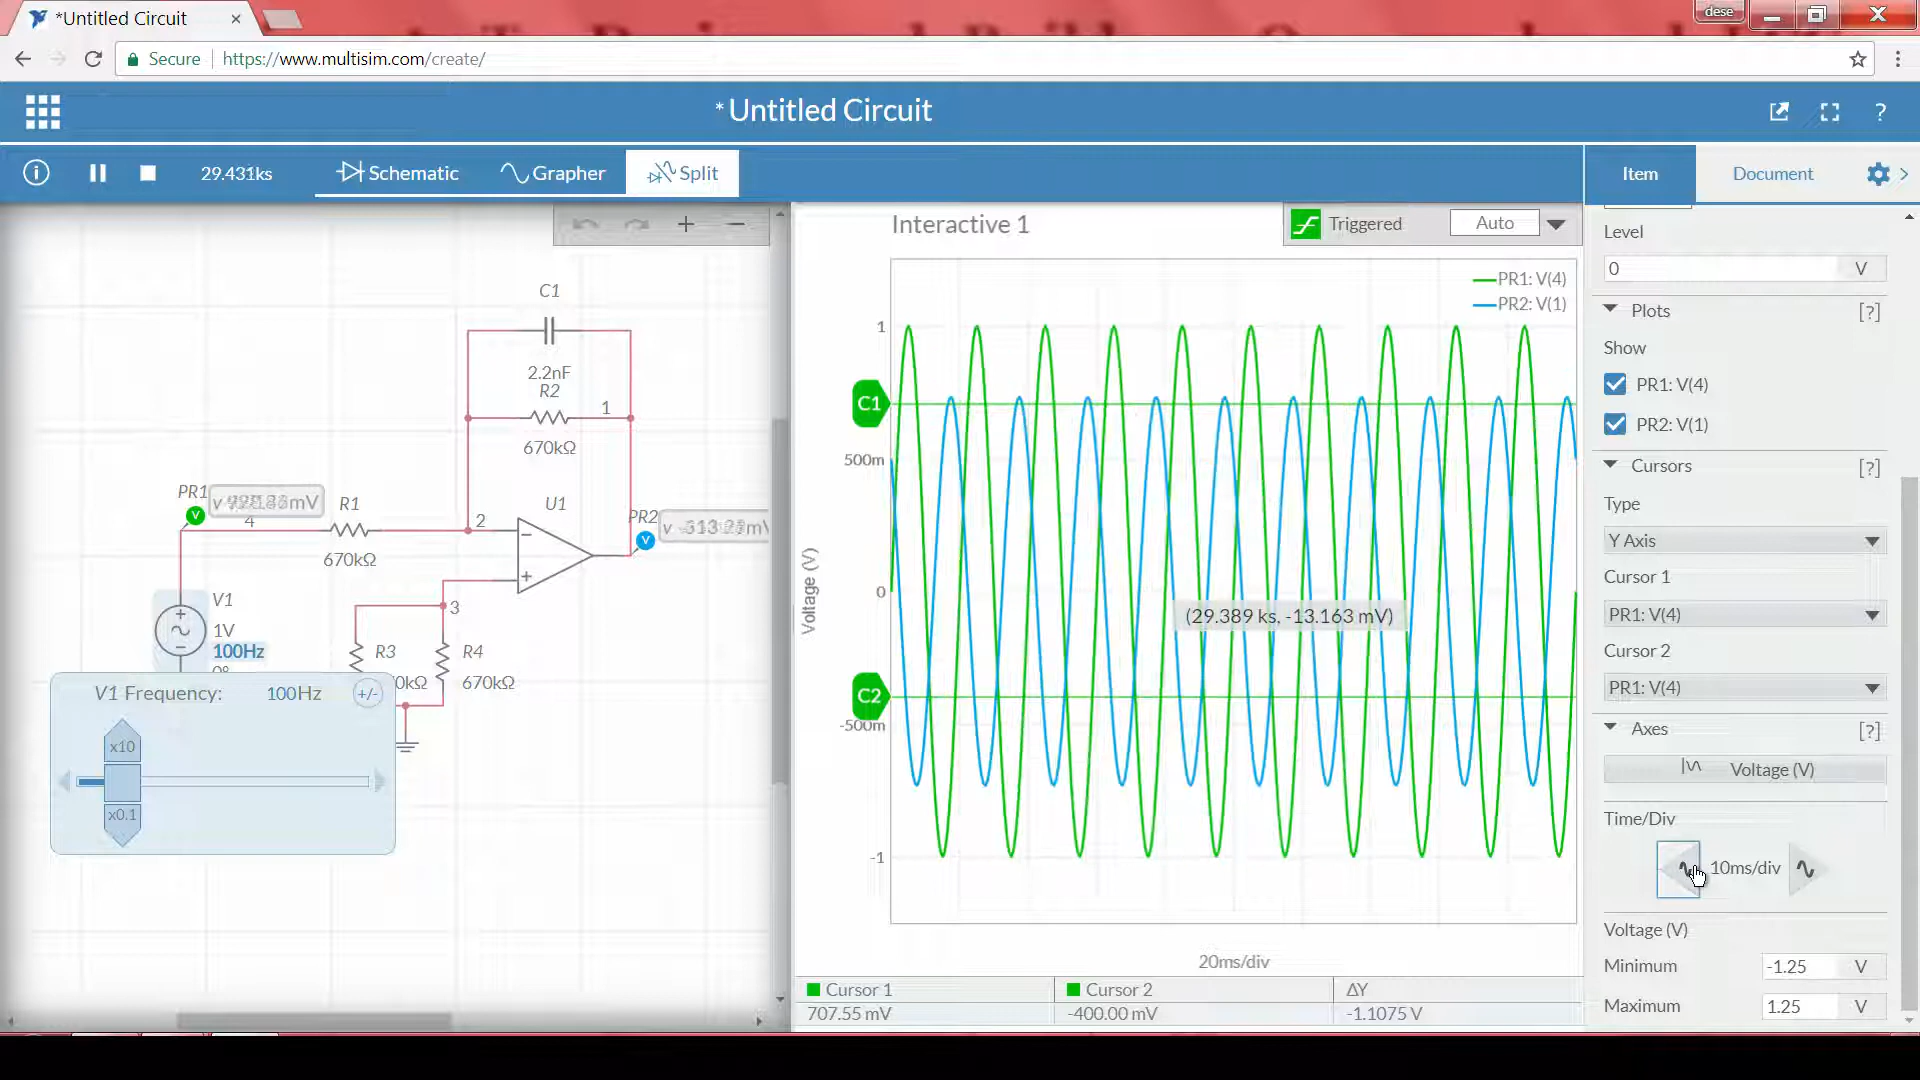 *Untitled Circuit
dese
Secure
https://www.multisim.com/create/
* Untitled Circuit
?
29.431ks
Schematic
Grapher
Split
Item
Document
Interactive 1
Triggered
Auto
PR1: V(4)
PR2: V(1)
1
500m
0
-500m
-1
C1
C2
Voltage (V)
(29.389 ks, -13.163 mV)
20ms/div
Cursor 1
Cursor 2
ΔY
707.55 mV
-400.00 mV
-1.1075 V
C1
2.2nF
R2
1
670kΩ
PR1
V
v
mV
4
R1
670kΩ
2
U1
PR2
V
v
3
V1
1V
100Hz
0°
R3
0kΩ
R4
670kΩ
V1 Frequency:
100Hz
+/-
x10
x0.1
Level
0
V
Plots
[?]
Show
PR1: V(4)
PR2: V(1)
Cursors
[?]
Type
Y Axis
Cursor 1
PR1: V(4)
Cursor 2
PR1: V(4)
Axes
[?]
Voltage (V)
Time/Div
10ms/div
Voltage (V)
Minimum
-1.25
V
Maximum
1.25
V